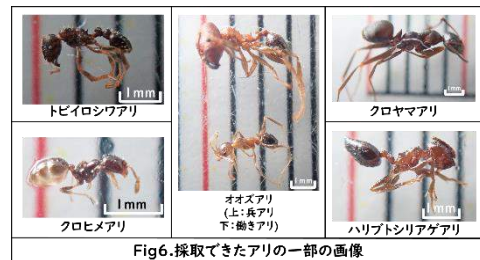 1mm
トビイロシワアリ
1mm
クロヒメアリ
1mm
オオズアリ
(上:兵アリ
下:働きアリ)
1mm
クロヤマアリ
1mm
ハリブトシリアゲアリ
Fig6.採取できたアリの一部の画像